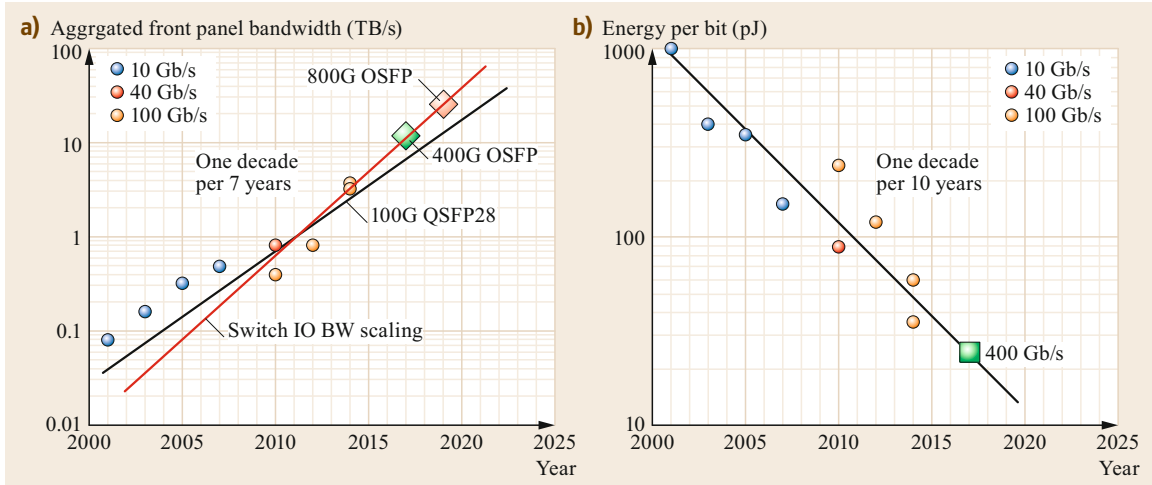 a) Aggrgated front panel bandwidth (TB/s)
100
10
1
0.1
0.01
10 Gb/s
40 Gb/s
100 Gb/s
800G OSFP
400G OSFP
One decade
per 7 years
100G QSFP28
Switch IO BW scaling
2000 2005 2010 2015 2020 2025
Year
b) Energy per bit (pJ)
1000
100
10
10 Gb/s
40 Gb/s
100 Gb/s
One decade
per 10 years
400 Gb/s
2000 2005 2010 2015 2020 2025
Year